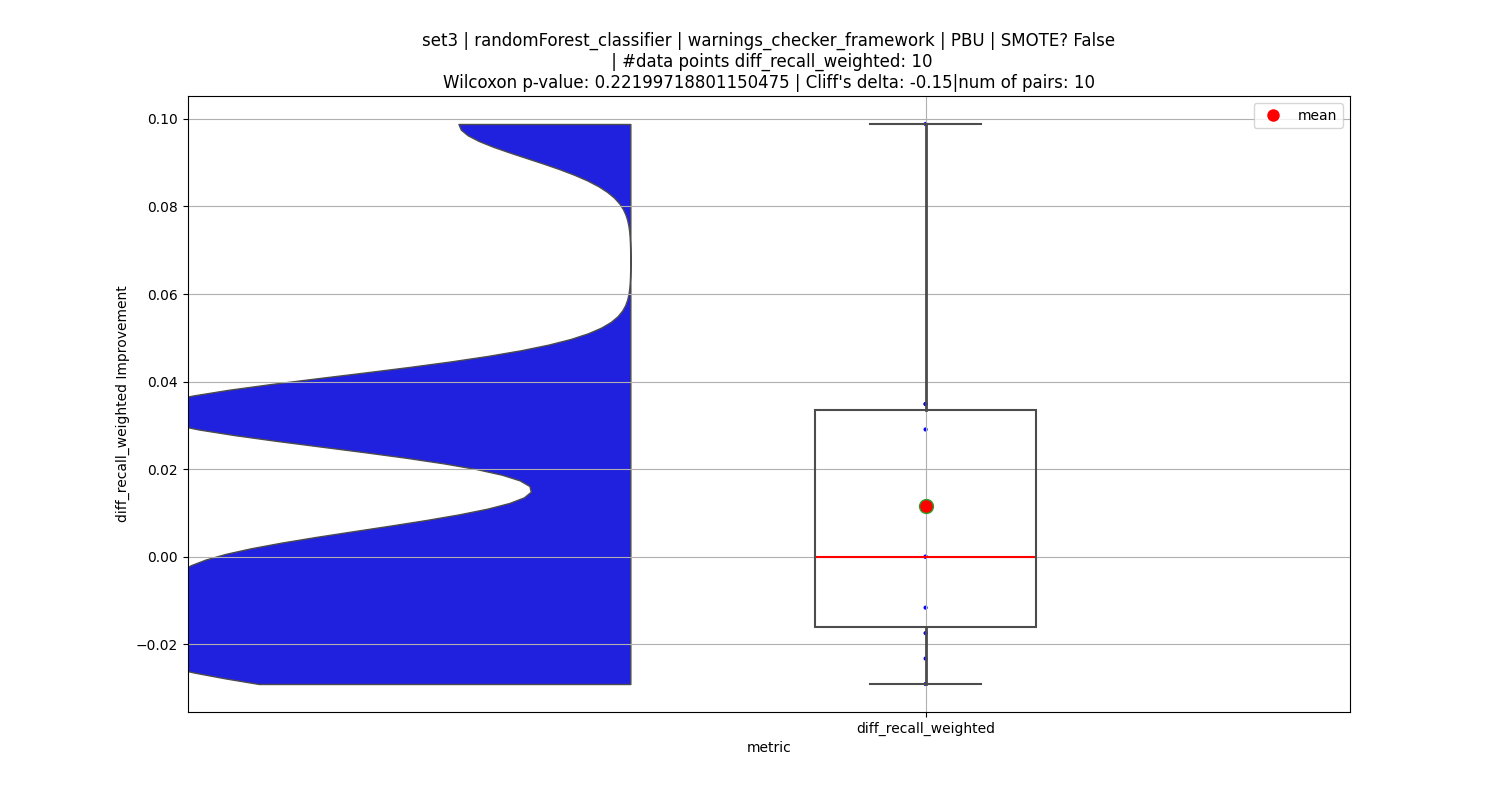 set3 | randomForest_classifier | warnings_checker_framework | PBU | SMOTE? False
| #data points diff_recall_weighted: 10
Wilcoxon p-value: 0.22199718801150475 | Cliff's delta: -0.15|num of pairs: 10
mean
0.10
0.08
0.06
0.04
0.02
0.00
−0.02
diff_recall_weighted Improvement
diff_recall_weighted
metric